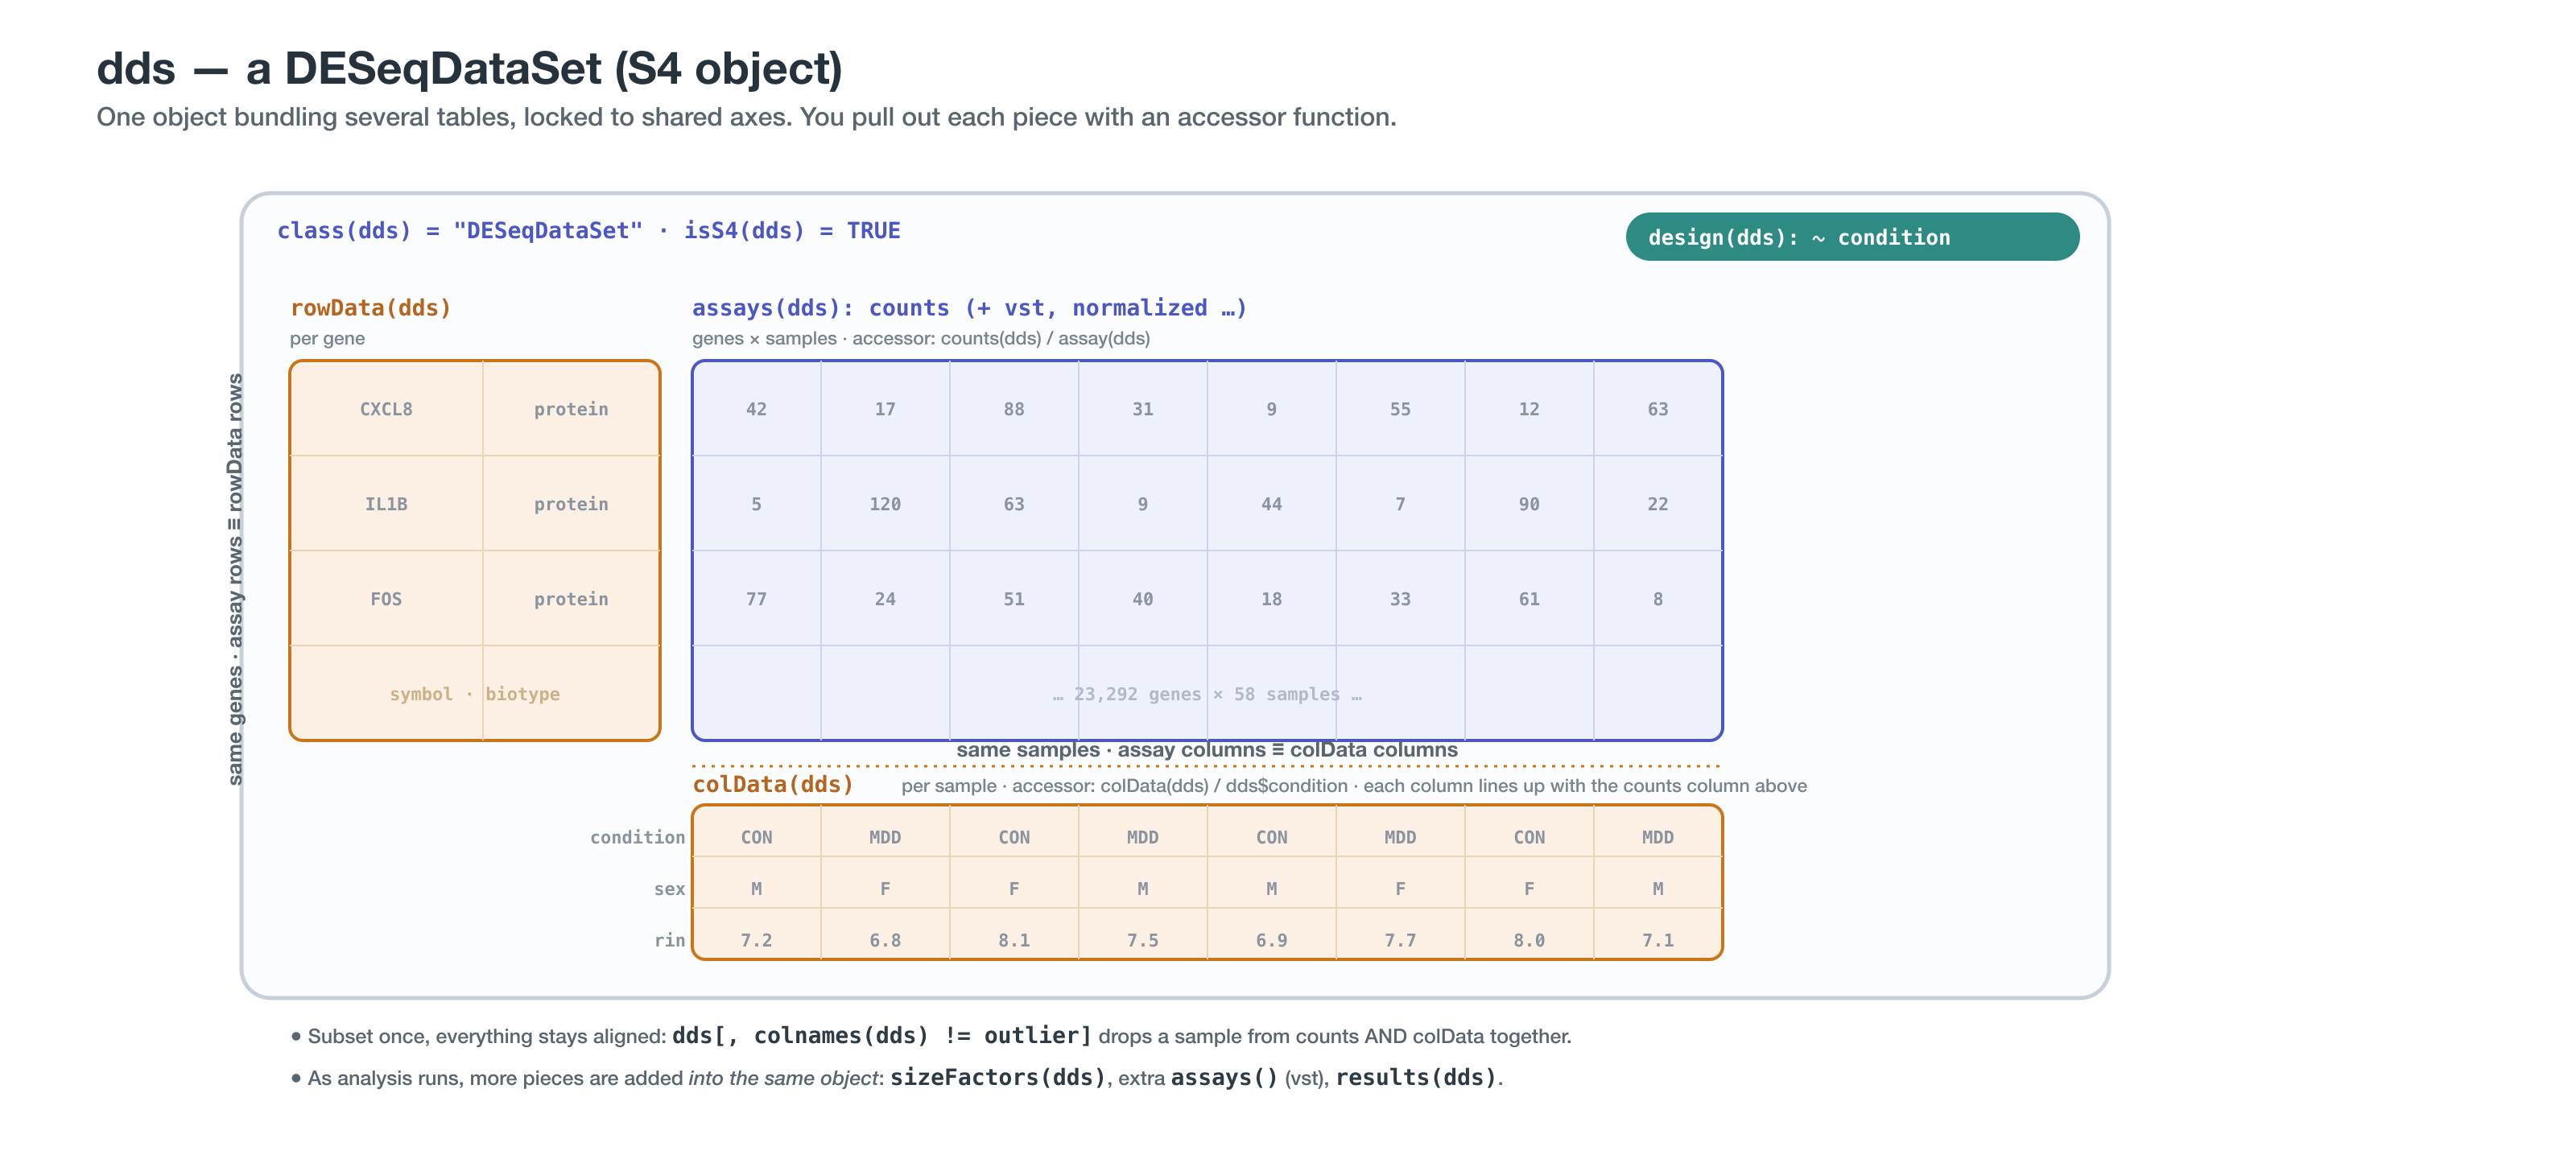 dds — a DESeqDataSet (S4 object)
One object bundling several tables, locked to shared axes. You pull out each piece with an accessor function.
class(dds) = "DESeqDataSet" · isS4(dds) = TRUE
design(dds): ~ condition
rowData(dds)
per gene
assays(dds): counts (+ vst, normalized …)
genes × samples · accessor: counts(dds) / assay(dds)
same genes · assay rows ≡ rowData rows
CXCL8 protein 42 17 88 31 9 55 12 63
IL1B protein 5 120 63 9 44 7 90 22
FOS protein 77 24 51 40 18 33 61 8
symbol · biotype … 23,292 genes × 58 samples …
same samples · assay columns ≡ colData columns
colData(dds) per sample · accessor: colData(dds) / dds$condition · each column lines up with the counts column above
condition CON MDD CON MDD CON MDD CON MDD
sex M F F M M F F M
rin 7.2 6.8 8.1 7.5 6.9 7.7 8.0 7.1
● Subset once, everything stays aligned: dds[, colnames(dds) != outlier] drops a sample from counts AND colData together.
● As analysis runs, more pieces are added into the same object: sizeFactors(dds), extra assays() (vst), results(dds).